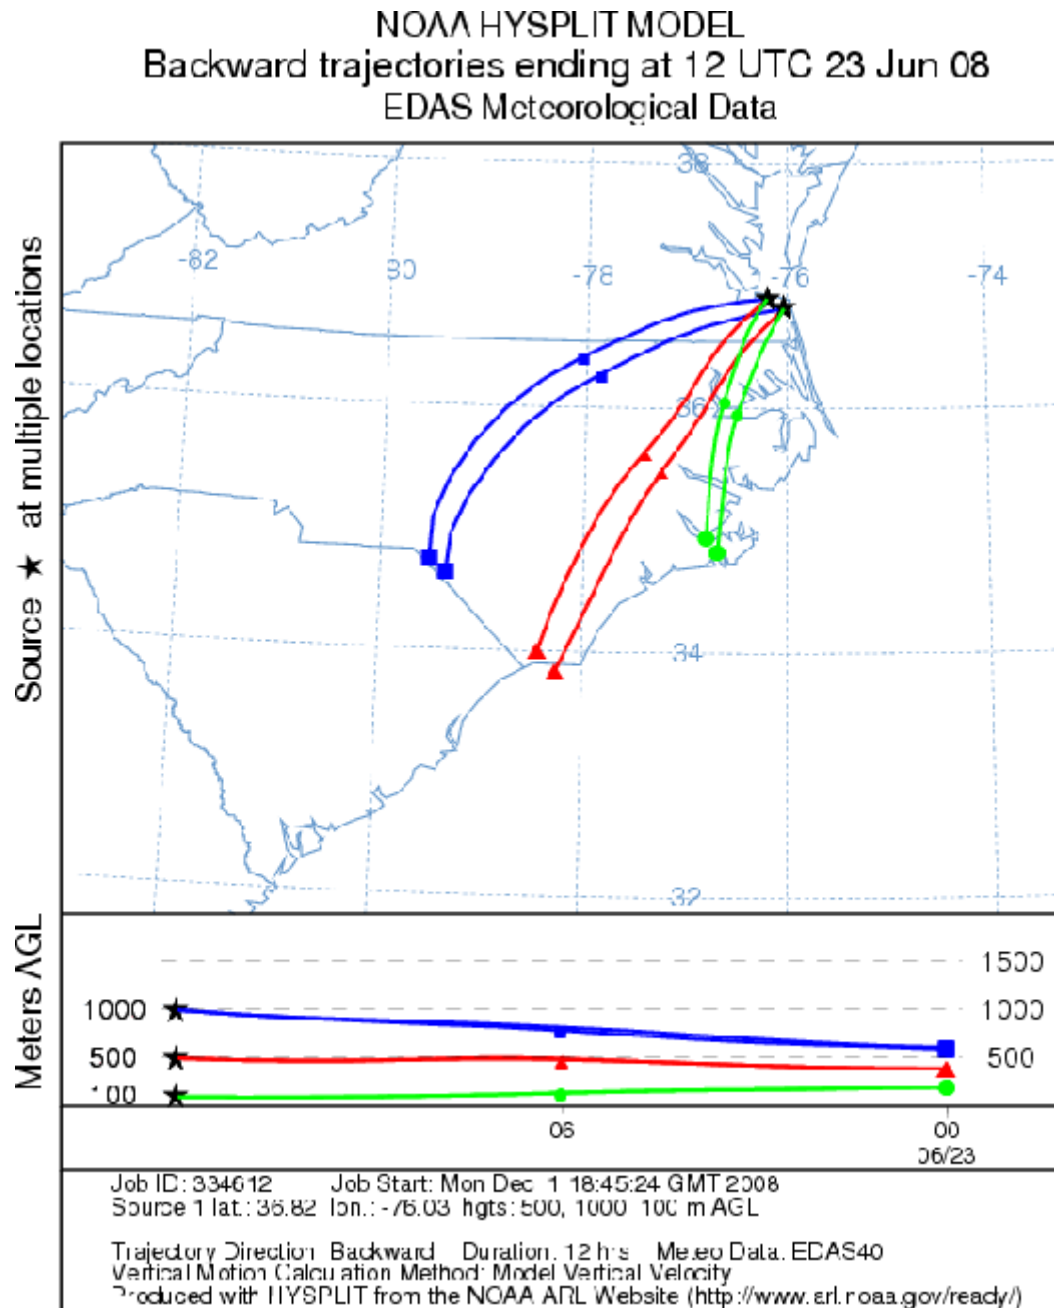 NOAA HYSPLIT MODEL
Backward trajectories ending at 12 UTC 23 Jun 08
EDAS Meteorological Data
Source ★ at multiple locations
38
-82
80
-78
-76
-74
36
34
32
Meters AGL
1500
1000
1000
500
500
100
06
00
06/23
Job ID: 334612 Job Start: Mon Dec 1 18:45:24 GMT 2008
Source 1 lat.: 36.82 lon.: -76.03 hgts: 500, 1000 100 m AGL
Trajectory Direction Backward Duration: 12 hrs Meteo Data: EDAS40
Vertical Motion Calculation Method: Model Vertical Velocity
Produced with HYSPLIT from the NOAA ARL Website (http://www.arl.noaa.gov/ready/)